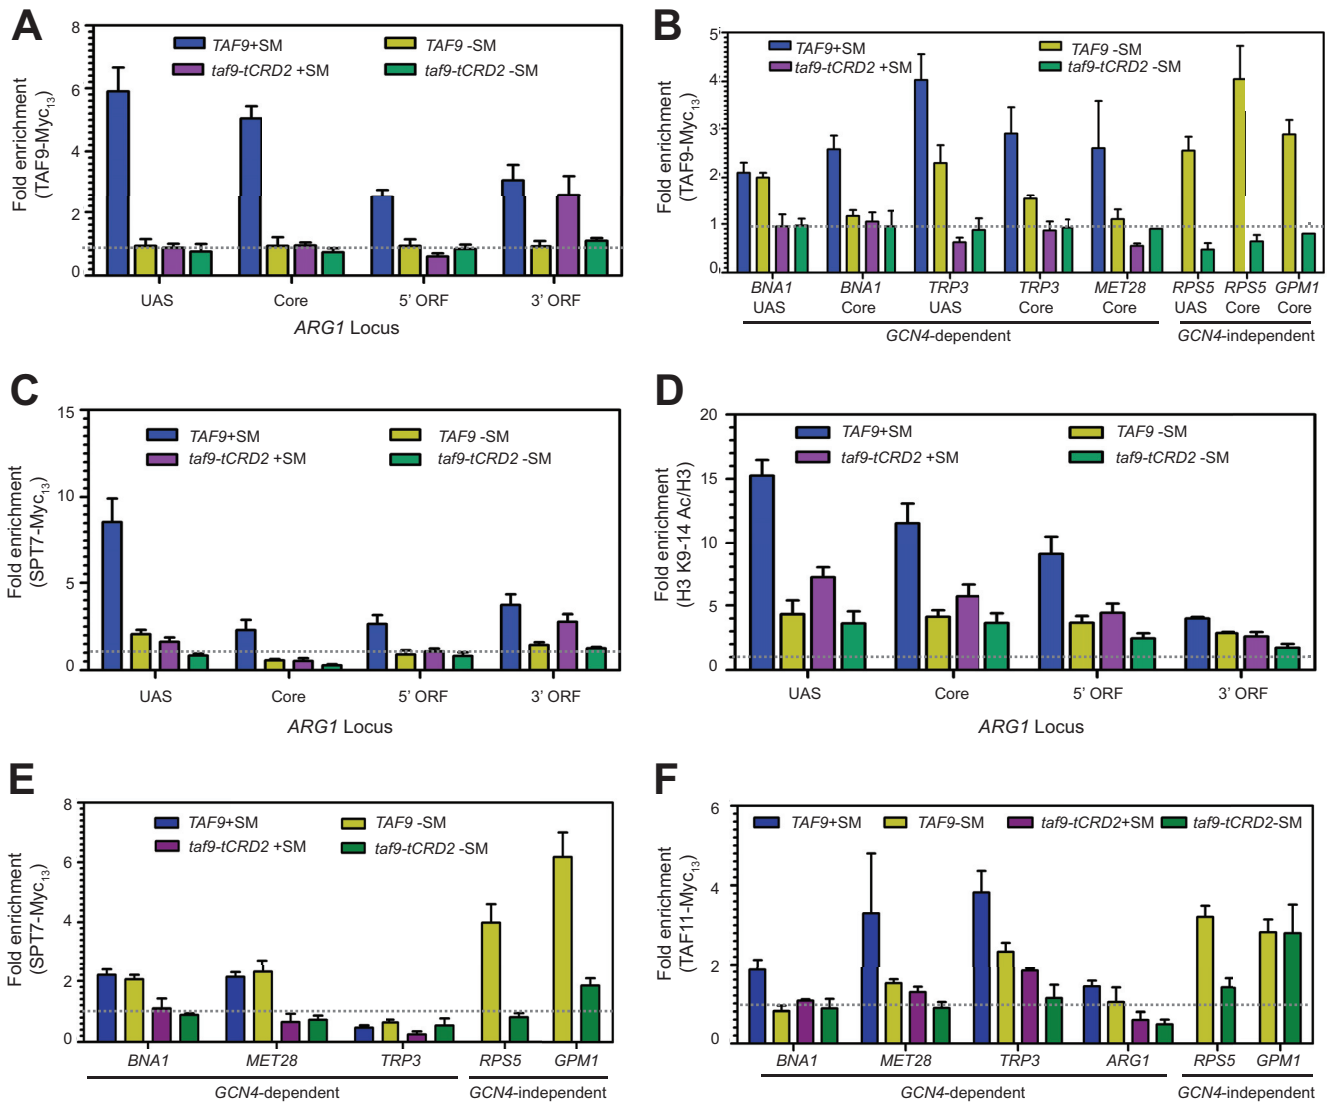 A
Fold enrichment
(TAF9-Myc13)
8
6
4
2
0
TAF9+SM
TAF9 -SM
taf9-tCRD2 +SM
taf9-tCRD2 -SM
UAS
Core
5' ORF
3' ORF
ARG1 Locus
B
Fold enrichment
(TAF9-Myc13)
5
4
3
2
1
0
TAF9+SM
TAF9 -SM
taf9-tCRD2 +SM
taf9-tCRD2 -SM
BNA1 BNA1 TRP3 TRP3 MET28 RPS5 RPS5 GPM1
UAS Core UAS Core Core UAS Core Core
GCN4-dependent
GCN4-independent
C
Fold enrichment
(SPT7-Myc13)
15
10
5
0
TAF9+SM
TAF9 -SM
taf9-tCRD2 +SM
taf9-tCRD2 -SM
UAS
Core
5' ORF
3' ORF
ARG1 Locus
D
Fold enrichment
(H3 K9-14 Ac/H3)
20
15
10
5
0
TAF9+SM
TAF9 -SM
taf9-tCRD2 +SM
taf9-tCRD2 -SM
UAS
Core
5' ORF
3' ORF
ARG1 Locus
E
Fold enrichment
(SPT7-Myc13)
8
6
4
2
0
TAF9+SM
TAF9 -SM
taf9-tCRD2 +SM
taf9-tCRD2 -SM
BNA1
MET28
TRP3
RPS5
GPM1
GCN4-dependent
GCN4-independent
F
Fold enrichment
(TAF11-Myc13)
6
4
2
0
TAF9+SM
TAF9-SM
taf9-tCRD2+SM
taf9-tCRD2-SM
BNA1
MET28
TRP3
ARG1
RPS5
GPM1
GCN4-dependent
GCN4-independent